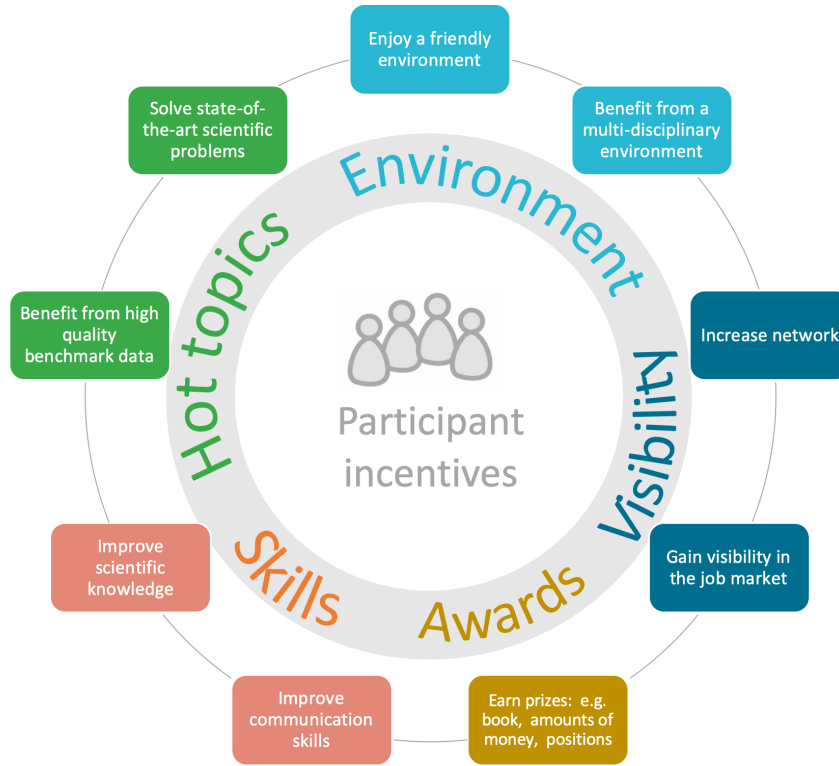 Enjoy a friendly
environment
Benefit from a
multi-disciplinary
environment
Increase network
Gain visibility in
the job market
Earn prizes: e.g.
book, amounts of
money, positions
Improve
communication
skills
Improve
scientific
knowledge
Benefit from high
quality
benchmark data
Solve state-of-
the-art scientific
problems
Environment
Visibility
Awards
Skills
Hot topics
Participant
incentives